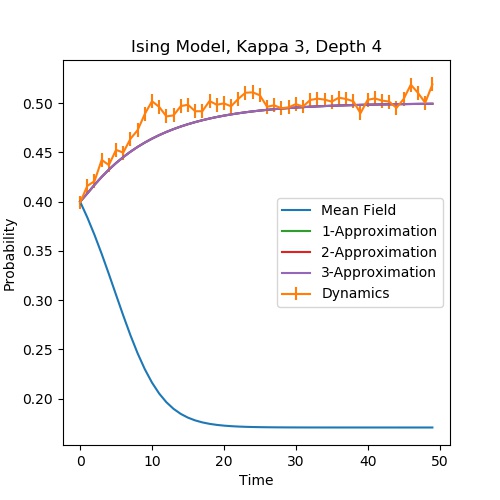 Ising Model, Kappa 3, Depth 4
Probability
0.50
0.45
0.40
0.35
0.30
0.25
0.20
Mean Field
1-Approximation
2-Approximation
3-Approximation
Dynamics
0
10
20
30
40
50
Time